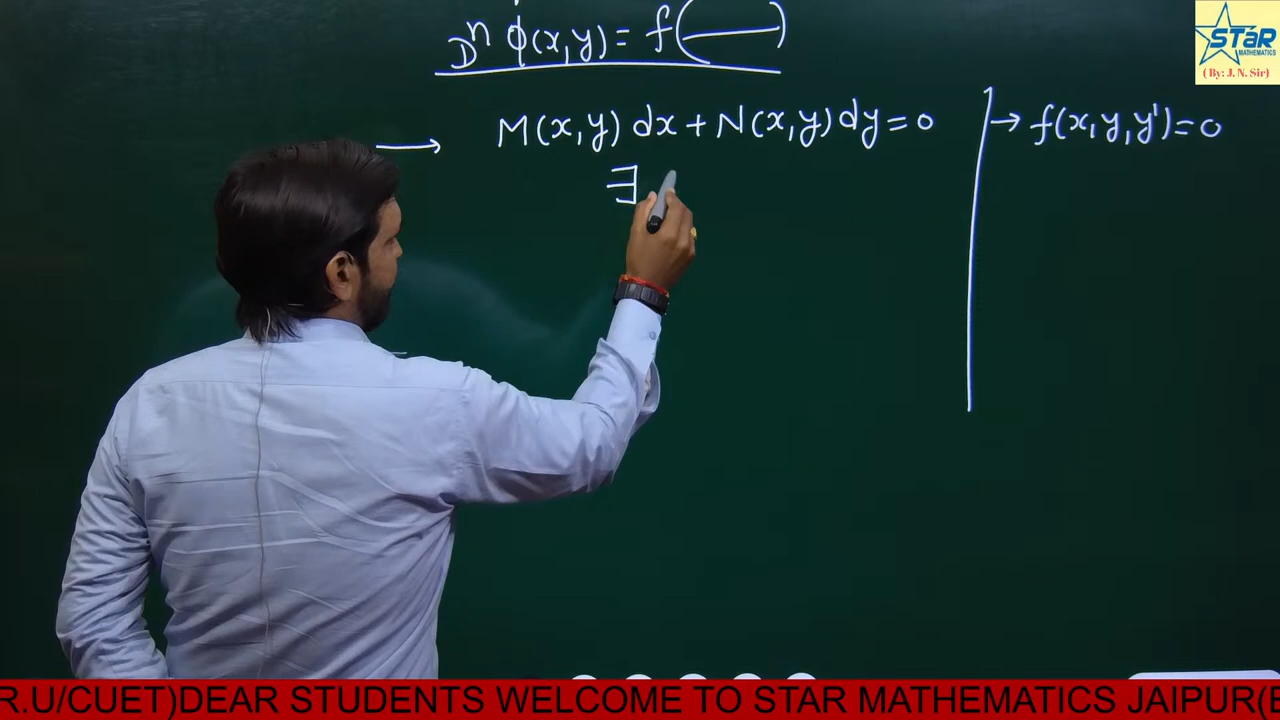 Dⁿ ϕ(x,y) = f( — )
→ M(x,y) dx + N(x,y) dy = 0
∃
→ f(x,y,y') = 0
STaR
MATHEMATICS
( By: J. N. Sir)
R.U/CUET)DEAR STUDENTS WELCOME TO STAR MATHEMATICS JAIPUR(